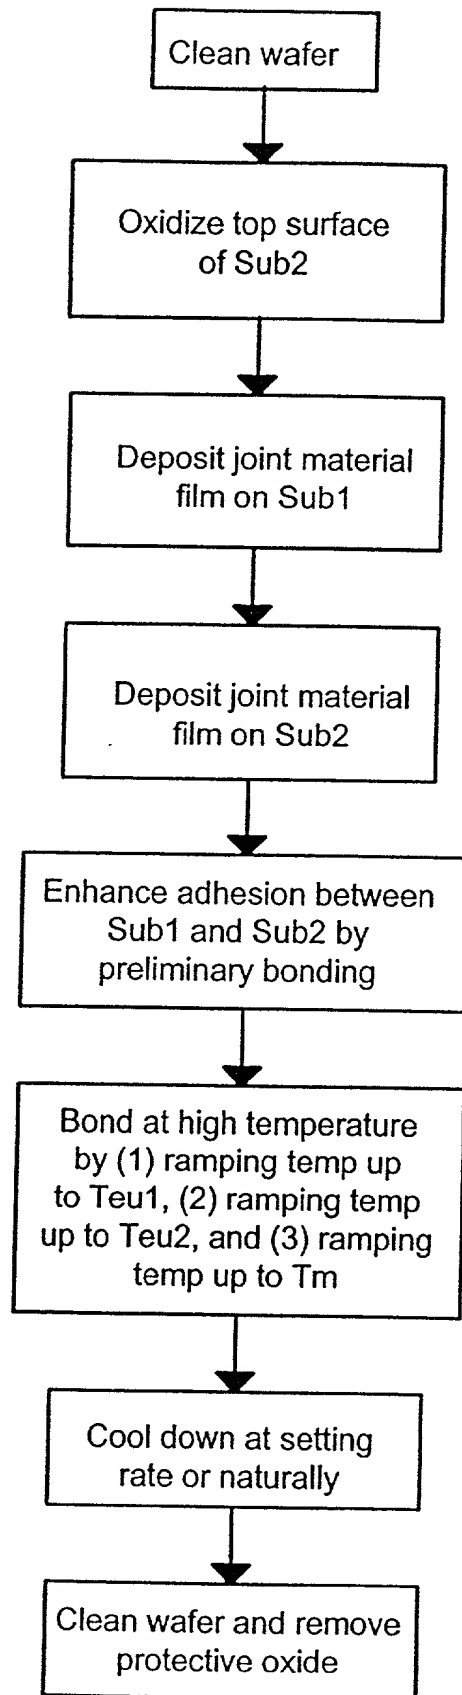 Clean wafer
Oxidize top surface
of Sub2
Deposit joint material
film on Sub1
Deposit joint material
film on Sub2
Enhance adhesion between
Sub1 and Sub2 by
preliminary bonding
Bond at high temperature
by (1) ramping temp up
to Teu1, (2) ramping temp
up to Teu2, and (3) ramping
temp up to Tm
Cool down at setting
rate or naturally
Clean wafer and remove
protective oxide